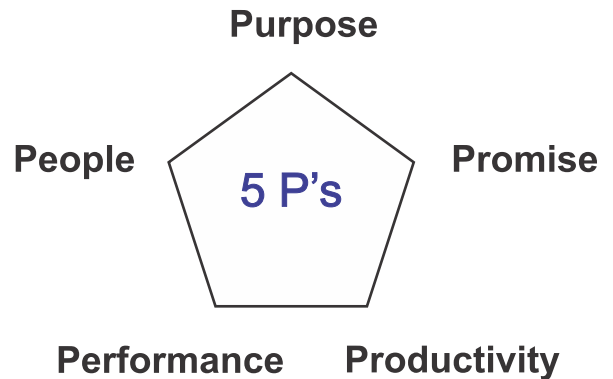 Purpose
People
Promise
5 P’s
Performance
Productivity